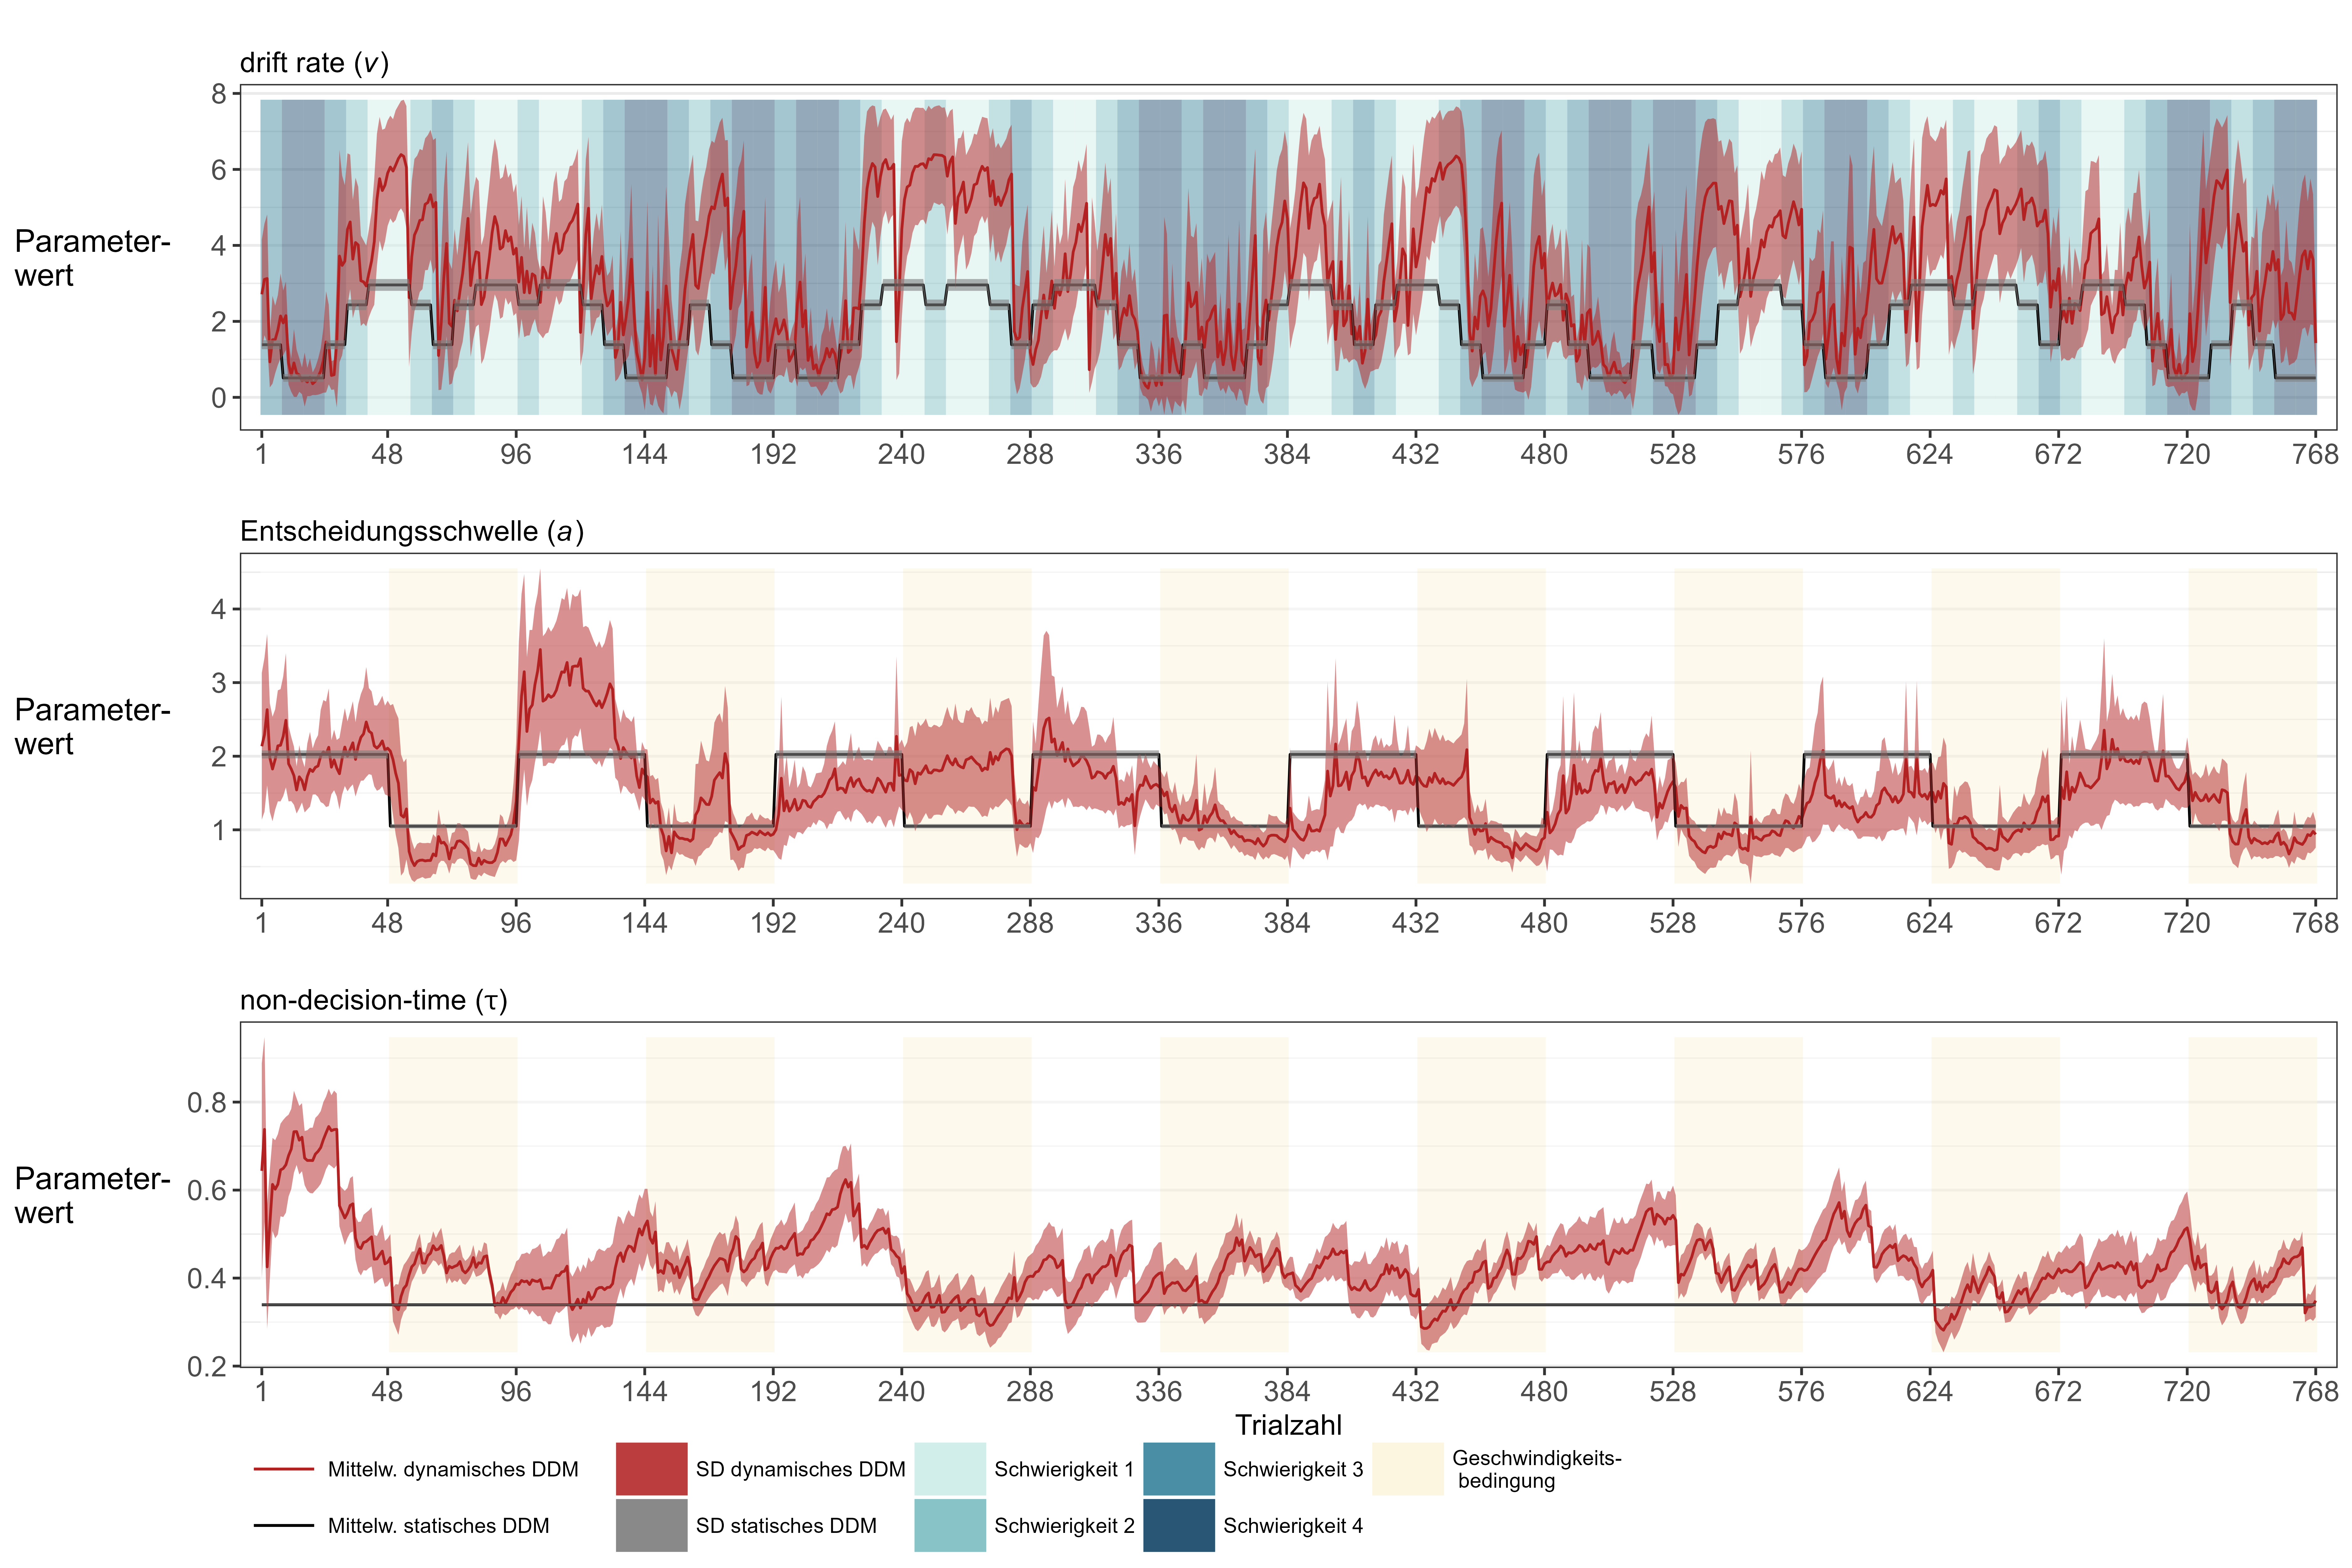 drift rate (v)
8
6
4
2
0
Parameter-
wert
1 48 96 144 192 240 288 336 384 432 480 528 576 624 672 720 768
Entscheidungsschwelle (a)
4
3
2
1
Parameter-
wert
1 48 96 144 192 240 288 336 384 432 480 528 576 624 672 720 768
non-decision-time (τ)
0.8
0.6
0.4
0.2
Parameter-
wert
1 48 96 144 192 240 288 336 384 432 480 528 576 624 672 720 768
Trialzahl
Mittelw. dynamisches DDM
Mittelw. statisches DDM
SD dynamisches DDM
SD statisches DDM
Schwierigkeit 1
Schwierigkeit 2
Schwierigkeit 3
Schwierigkeit 4
Geschwindigkeits-
bedingung